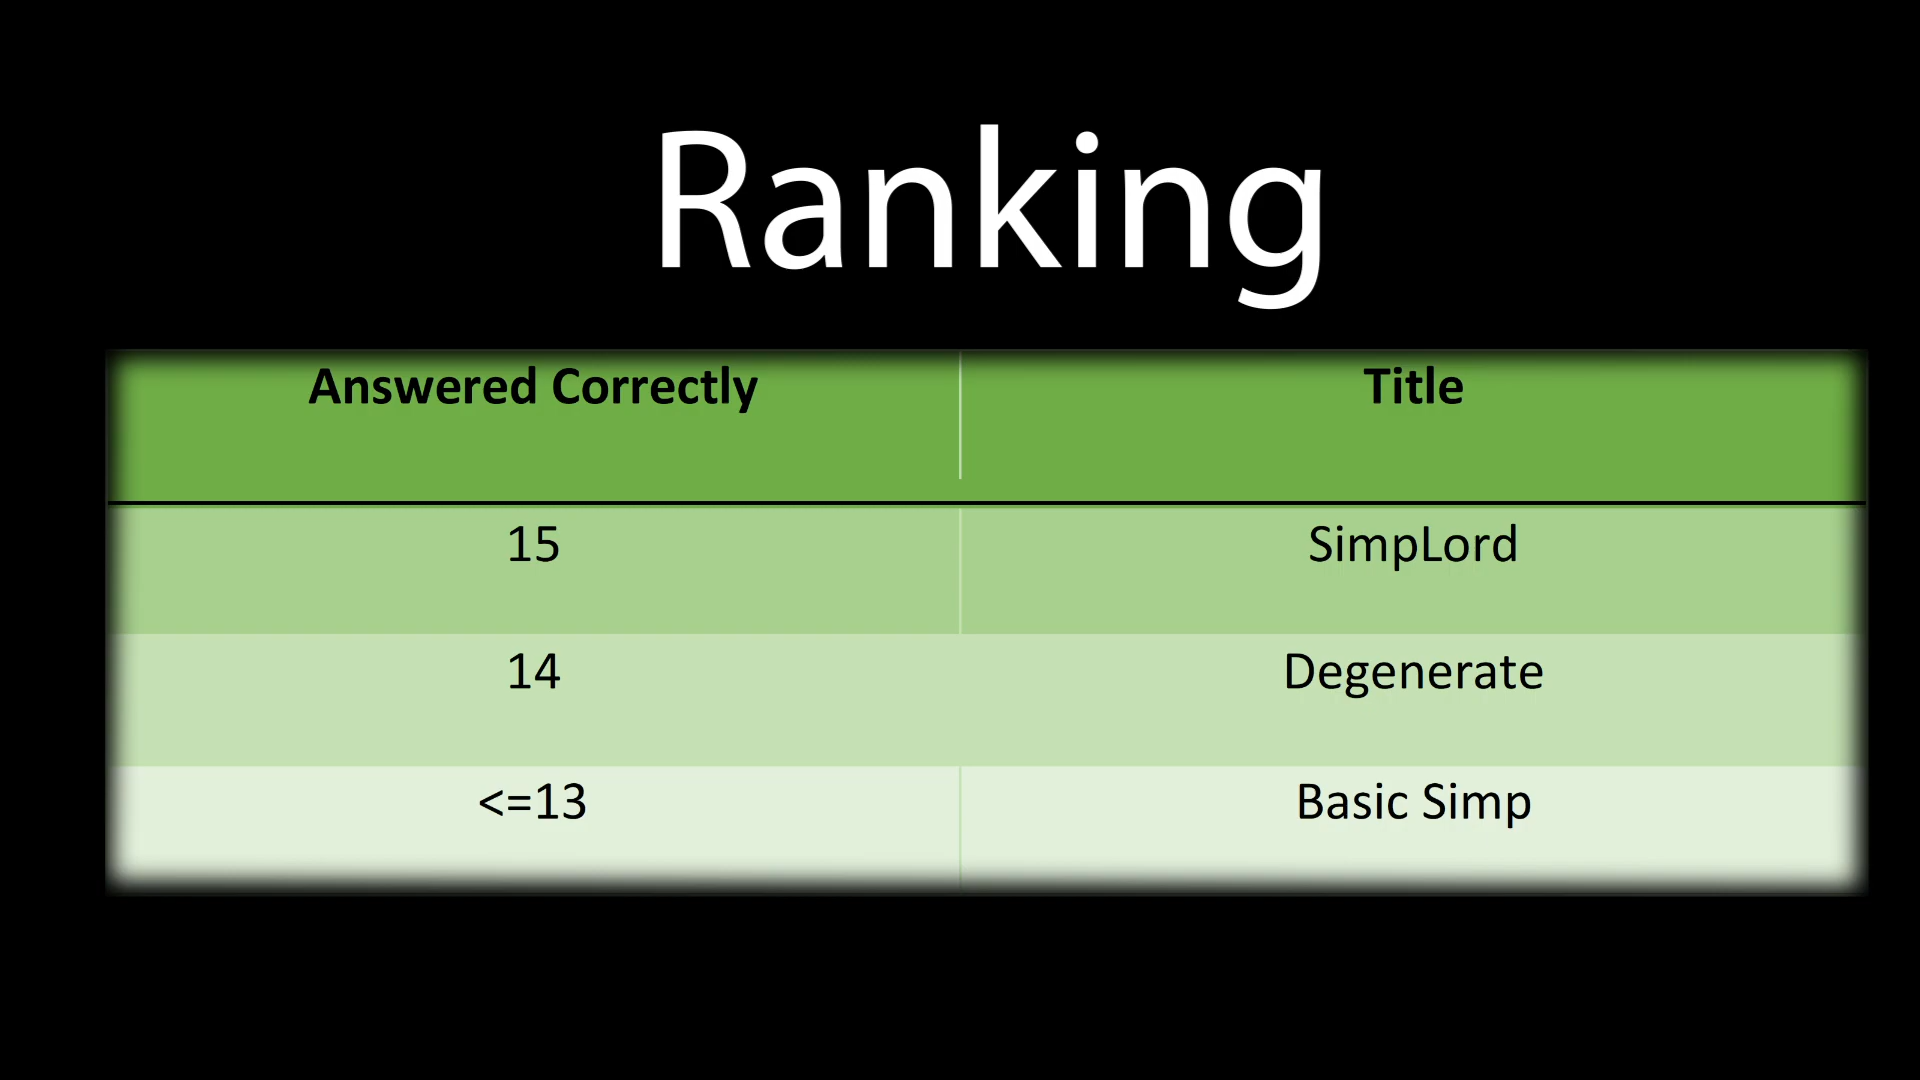 Ranking
Answered Correctly Title
15 SimpLord
14 Degenerate
<=13 Basic Simp